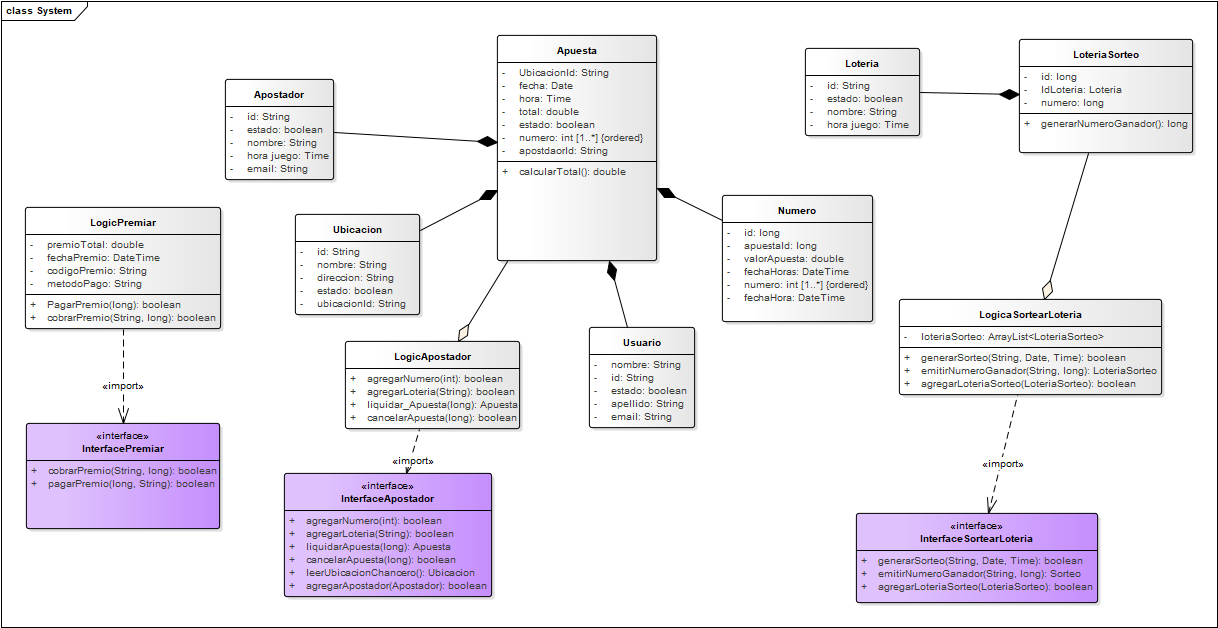 class System
Apuesta
- UbicacionId: String
- fecha: Date
- hora: Time
- total: double
- estado: boolean
- numero: int [1..*] {ordered}
- apostdaorId: String
+ calcularTotal(): double
Loteria
- id: String
- estado: boolean
- nombre: String
- hora juego: Time
LoteriaSorteo
- id: long
- IdLoteria: Loteria
- numero: long
+ generarNumeroGanador(): long
Apostador
- id: String
- estado: boolean
- nombre: String
- hora juego: Time
- email: String
LogicPremiar
- premioTotal: double
- fechaPremio: DateTime
- codigoPremio: String
- metodoPago: String
+ PagarPremio(long): boolean
+ cobrarPremio(String, long): boolean
Ubicacion
- id: String
- nombre: String
- direccion: String
- estado: boolean
- ubicacionId: String
Numero
- id: long
- apuestaId: long
- valorApuesta: double
- fechaHoras: DateTime
- numero: int [1..*] {ordered}
- fechaHora: DateTime
LogicApostador
+ agregarNumero(int): boolean
+ agregarLoteria(String): boolean
+ liquidar_Apuesta(long): Apuesta
+ cancelarApuesta(long): boolean
Usuario
- nombre: String
- id: String
- estado: boolean
- apellido: String
- email: String
LogicaSortearLoteria
- loteriaSorteo: ArrayList<LoteriaSorteo>
+ generarSorteo(String, Date, Time): boolean
+ emitirNumeroGanador(String, long): LoteriaSorteo
+ agregarLoteriaSorteo(LoteriaSorteo): boolean
«import»
«import»
«import»
«interface»
InterfacePremiar
+ cobrarPremio(String, long): boolean
+ pagarPremio(long, String): boolean
«interface»
InterfaceApostador
+ agregarNumero(int): boolean
+ agregarLoteria(String): boolean
+ liquidarApuesta(long): Apuesta
+ cancelarApuesta(long): boolean
+ leerUbicacionChancero(): Ubicacion
+ agregarApostador(Apostador): boolean
«interface»
InterfaceSortearLoteria
+ generarSorteo(String, Date, Time): boolean
+ emitirNumeroGanador(String, long): Sorteo
+ agregarLoteriaSorteo(LoteriaSorteo): boolean